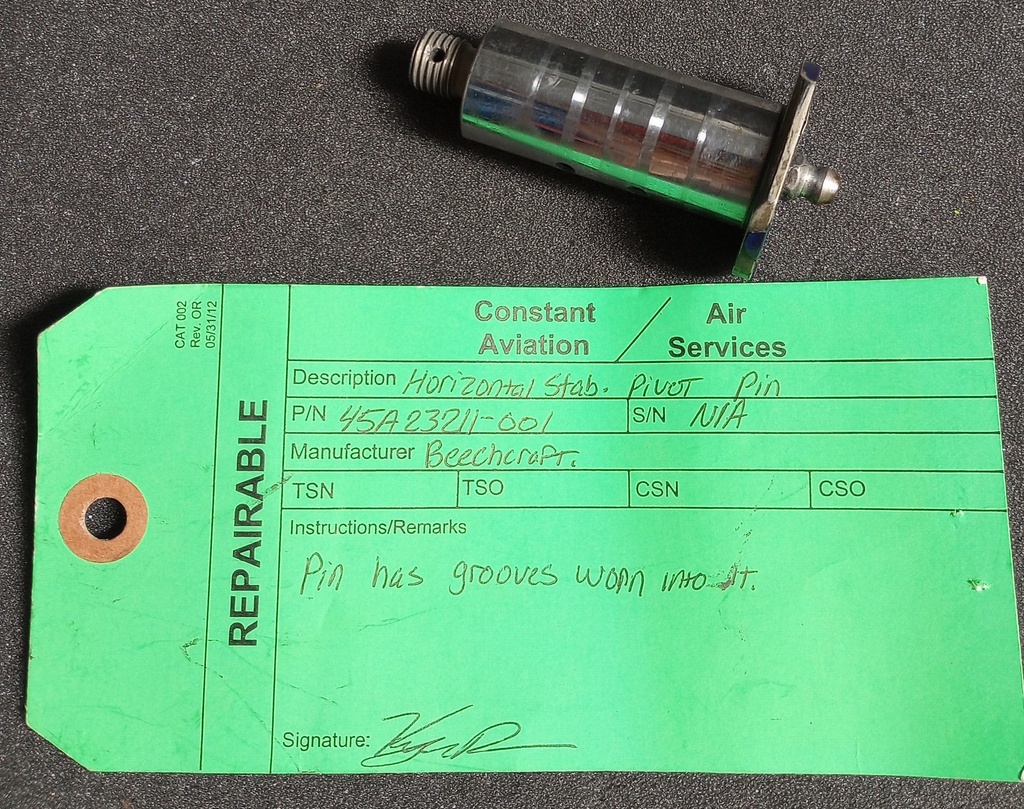 CAT 002
Rev. OR
05/31/12
REPAIRABLE
Constant Aviation / Air Services
Description Horizontal Stab. Pivot Pin
P/N 45A23211-001 S/N N/A
Manufacturer Beechcraft.
TSN TSO CSN CSO
Instructions/Remarks
Pin has grooves worn into it.
Signature: